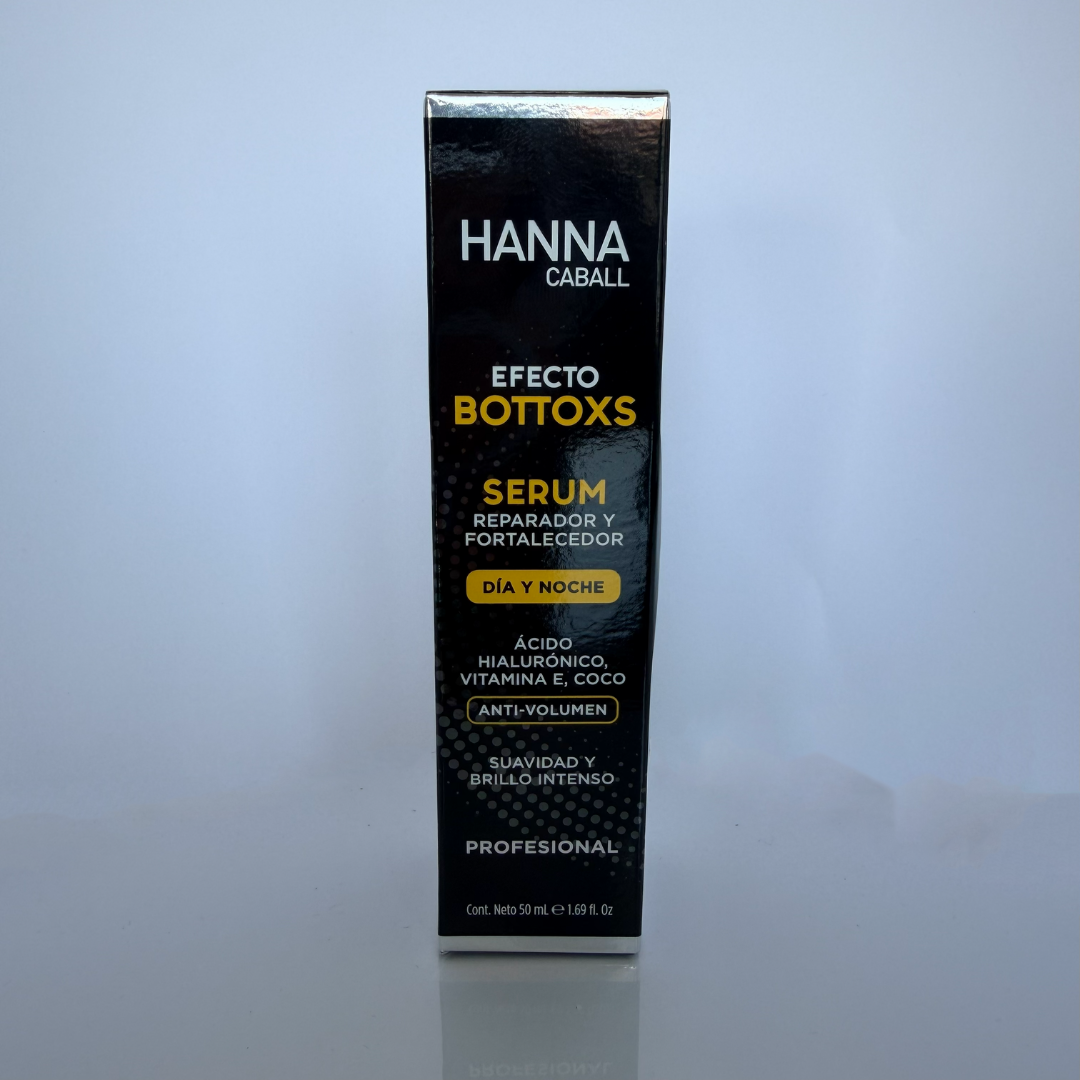 HANNA
CABALL
EFECTO
BOTTOXS
SERUM
REPARADOR Y
FORTALECEDOR
DÍA Y NOCHE
ÁCIDO
HIALURÓNICO,
VITAMINA E, COCO
ANTI-VOLUMEN
SUAVIDAD Y
BRILLO INTENSO
PROFESIONAL
Cont. Neto 50 mL ℮ 1.69 fl. Oz